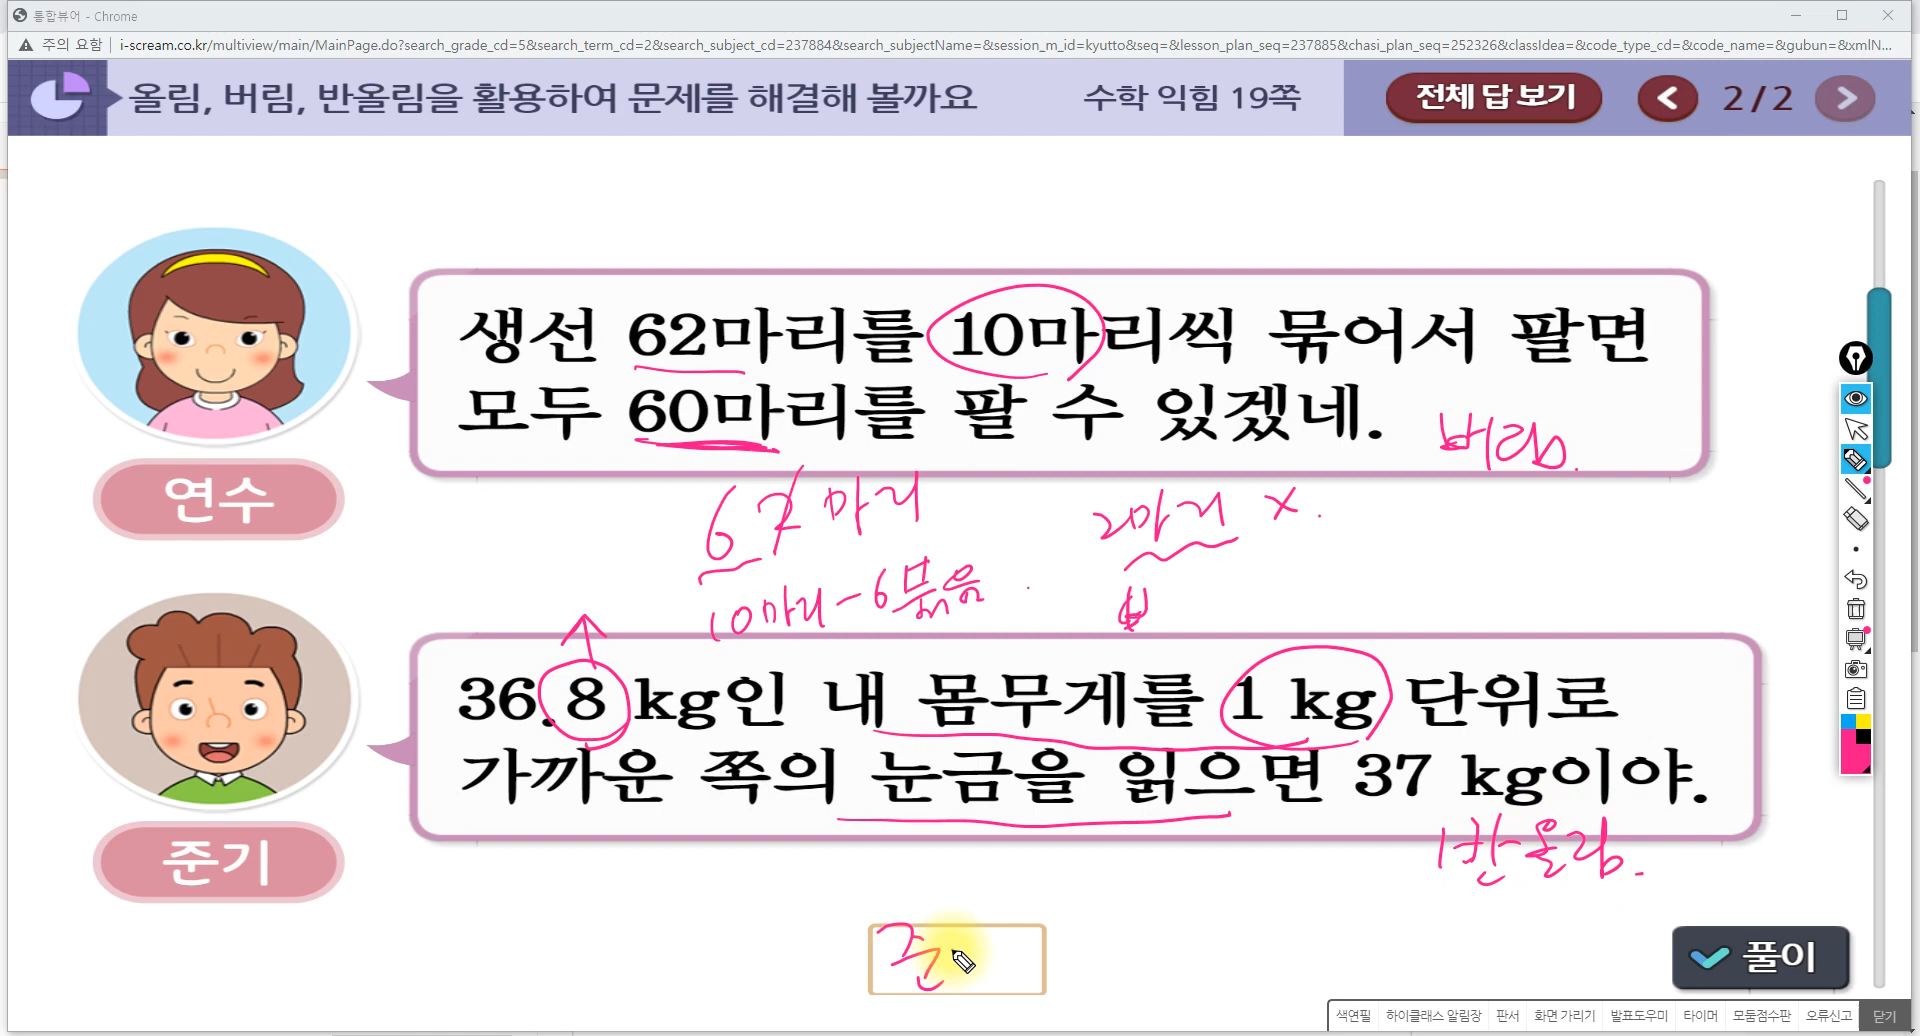 통합뷰어 - Chrome
주의 요함 | i-scream.co.kr/multiview/main/MainPage.do?search_grade_cd=5&search_term_cd=2&search_subject_cd=237884&search_subjectName=&session_m_id=kyutto&seq=&lesson_plan_seq=237885&chasi_plan_seq=252326&classIdea=&code_type_cd=&code_name=&gubun=&xmlN...
올림, 버림, 반올림을 활용하여 문제를 해결해 볼까요 수학 익힘 19쪽 전체 답 보기 2 / 2
생선 62마리를 10마리씩 묶어서 팔면
모두 60마리를 팔 수 있겠네.
버림.
연수
2마리 X.
10마리-6묶음
36.8 kg인 내 몸무게를 1 kg 단위로
가까운 쪽의 눈금을 읽으면 37 kg이야.
반올림.
준기
준
풀이
색연필 하이클래스 알림장 판서 화면 가리기 발표도우미 타이머 모둠점수판 오류신고 닫기